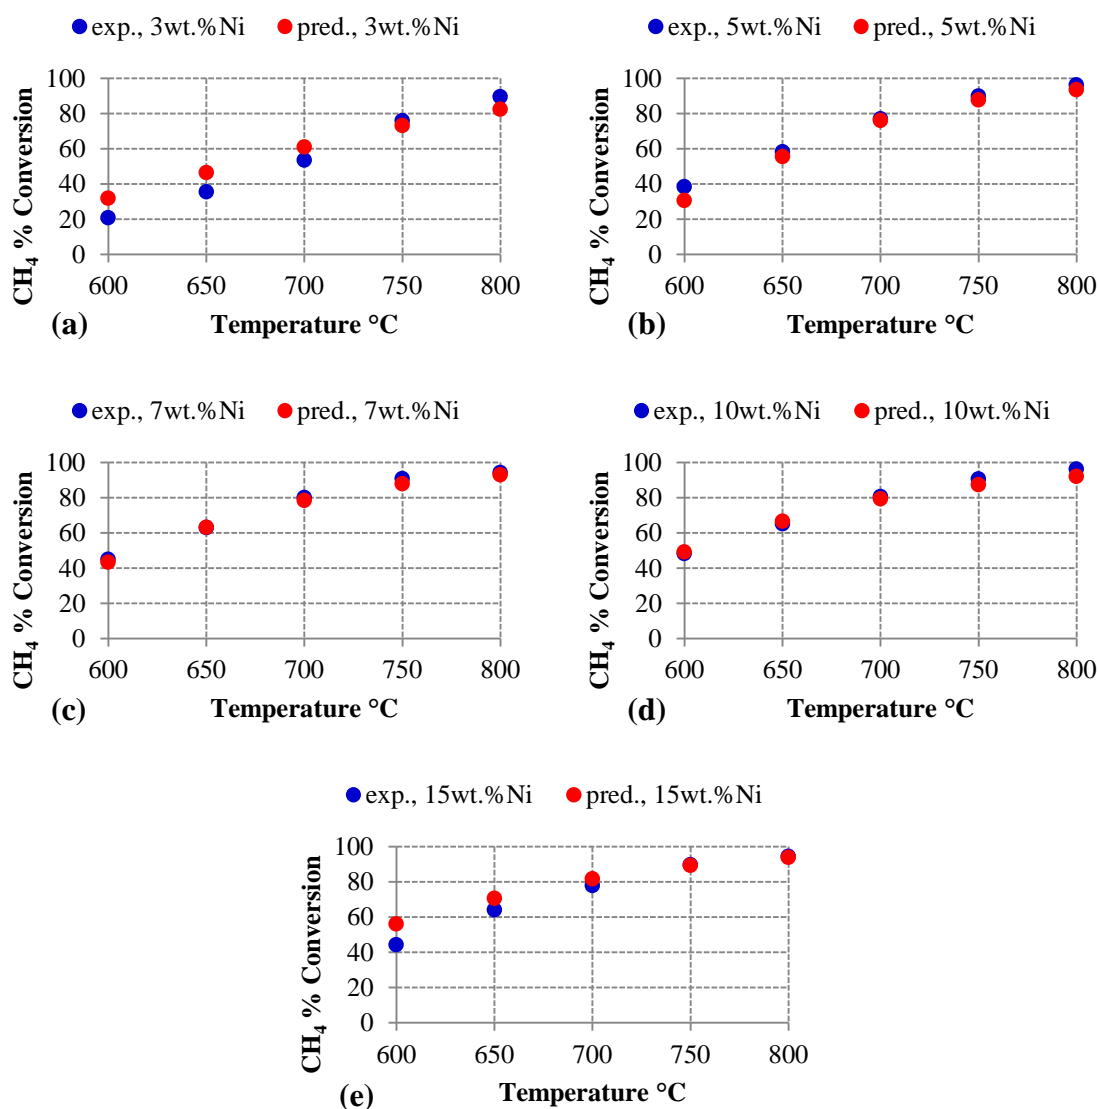 exp., 3wt.%Ni pred., 3wt.%Ni
CH4 % Conversion
100
80
60
40
20
0
600 650 700 750 800
Temperature °C
(a)
exp., 5wt.%Ni pred., 5wt.%Ni
CH4 % Conversion
100
80
60
40
20
0
600 650 700 750 800
Temperature °C
(b)
exp., 7wt.%Ni pred., 7wt.%Ni
CH4 % Conversion
100
80
60
40
20
0
600 650 700 750 800
Temperature °C
(c)
exp., 10wt.%Ni pred., 10wt.%Ni
CH4 % Conversion
100
80
60
40
20
0
600 650 700 750 800
Temperature °C
(d)
exp., 15wt.%Ni pred., 15wt.%Ni
CH4 % Conversion
100
80
60
40
20
0
600 650 700 750 800
Temperature °C
(e)